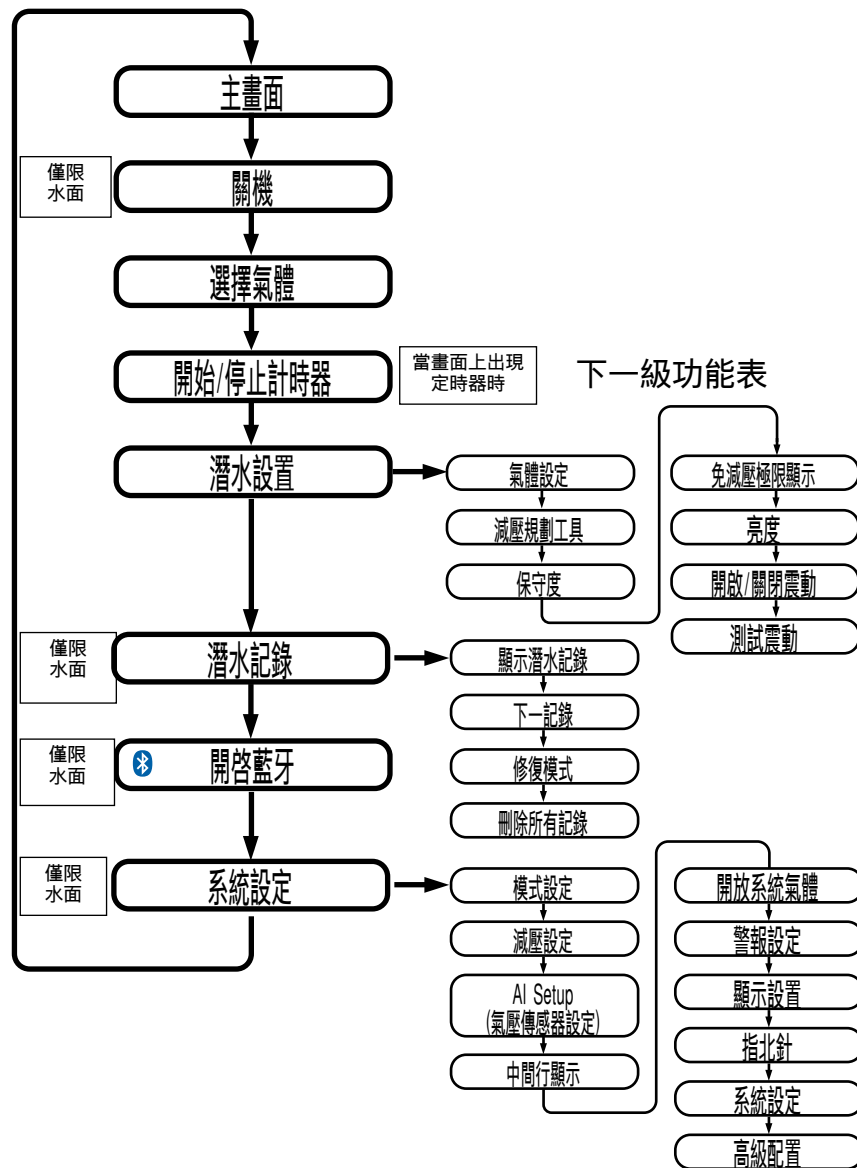 主畫面
僅限
水面
關機
選擇氣體
開始/停止計時器
當畫面上出現
定時器時
下一級功能表
潛水設置
氣體設定
減壓規劃工具
保守度
免減壓極限顯示
亮度
開啟/關閉震動
測試震動
僅限
水面
潛水記錄
顯示潛水記錄
下一記錄
修復模式
刪除所有記錄
僅限
水面
開啓藍牙
僅限
水面
系統設定
模式設定
減壓設定
AI Setup
(氣壓傳感器設定)
中間行顯示
開放系統氣體
警報設定
顯示設置
指北針
系統設定
高級配置